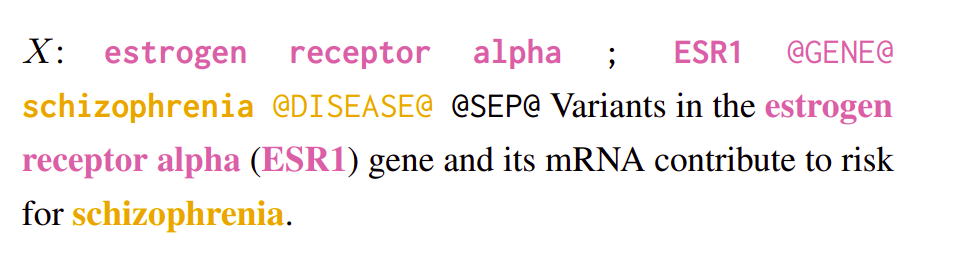 X: estrogen receptor alpha ; ESR1 @GENE@
schizophrenia @DISEASE@ @SEP@ Variants in the estrogen
receptor alpha (ESR1) gene and its mRNA contribute to risk
for schizophrenia.